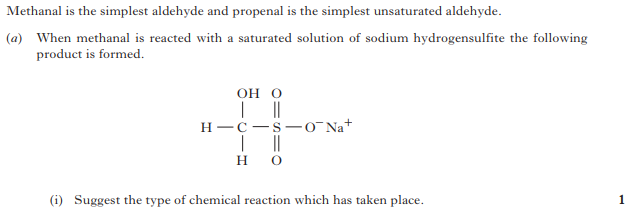 Methanal is the simplest aldehyde and propenal is the simplest unsaturated aldehyde.
(a) When methanal is reacted with a saturated solution of sodium hydrogensulfite the following
product is formed.
OH O
H — C — S — O⁻ Na⁺
H O
(i) Suggest the type of chemical reaction which has taken place. 1